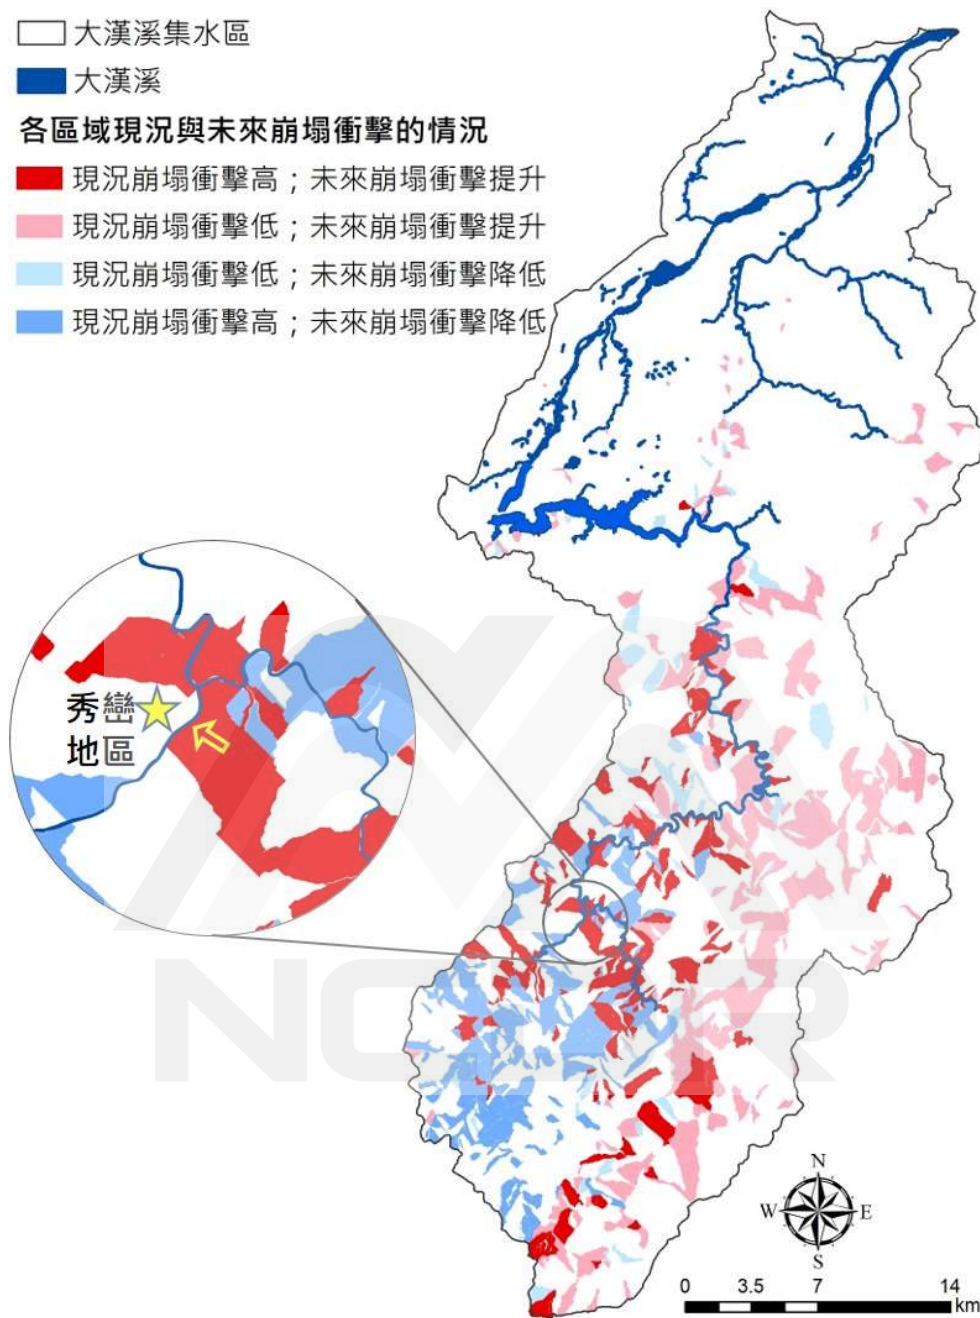 大漢溪集水區
大漢溪
各區域現況與未來崩塌衝擊的情況
現況崩塌衝擊高；未來崩塌衝擊提升
現況崩塌衝擊低；未來崩塌衝擊提升
現況崩塌衝擊低；未來崩塌衝擊降低
現況崩塌衝擊高；未來崩塌衝擊降低
秀巒
地區
NCDR
N
W E
S
0 3.5 7 14
km